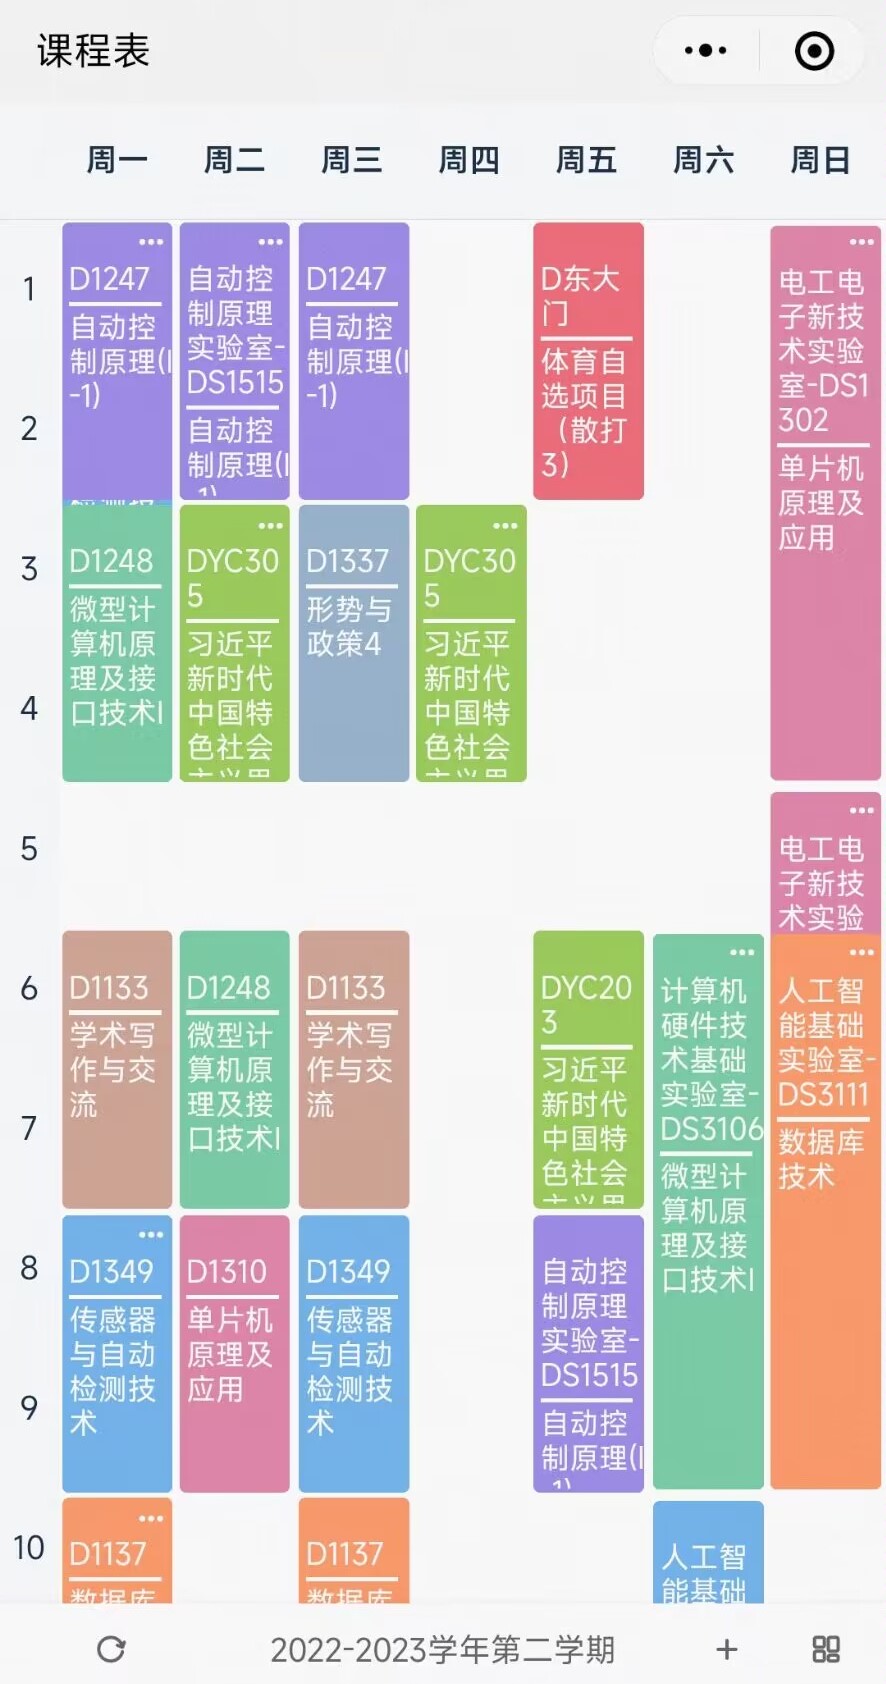 课程表
周一 周二 周三 周四 周五 周六 周日
1
2
3
4
5
6
7
8
9
10
D1247
自动控
制原理(I
-1)
D1248
微型计
算机原
理及接
口技术I
D1133
学术写
作与交
流
D1349
传感器
与自动
检测技
术
D1137
数据库
自动控
制原理
实验室-
DS1515
自动控
制原理(I
DYC30
5
习近平
新时代
中国特
色社会
D1248
微型计
算机原
理及接
口技术I
D1310
单片机
原理及
应用
D1247
自动控
制原理(I
-1)
D1337
形势与
政策4
D1133
学术写
作与交
流
D1349
传感器
与自动
检测技
术
D1137
数据库
DYC30
5
习近平
新时代
中国特
色社会
D东大
门
体育自
选项目
（散打
3）
DYC20
3
习近平
新时代
中国特
色社会
自动控
制原理
实验室-
DS1515
自动控
制原理(I
计算机
硬件技
术基础
实验室-
DS3106
微型计
算机原
理及接
口技术I
人工智
能基础
电工电
子新技
术实验
室-DS1
302
单片机
原理及
应用
电工电
子新技
术实验
人工智
能基础
实验室-
DS3111
数据库
技术
2022-2023学年第二学期